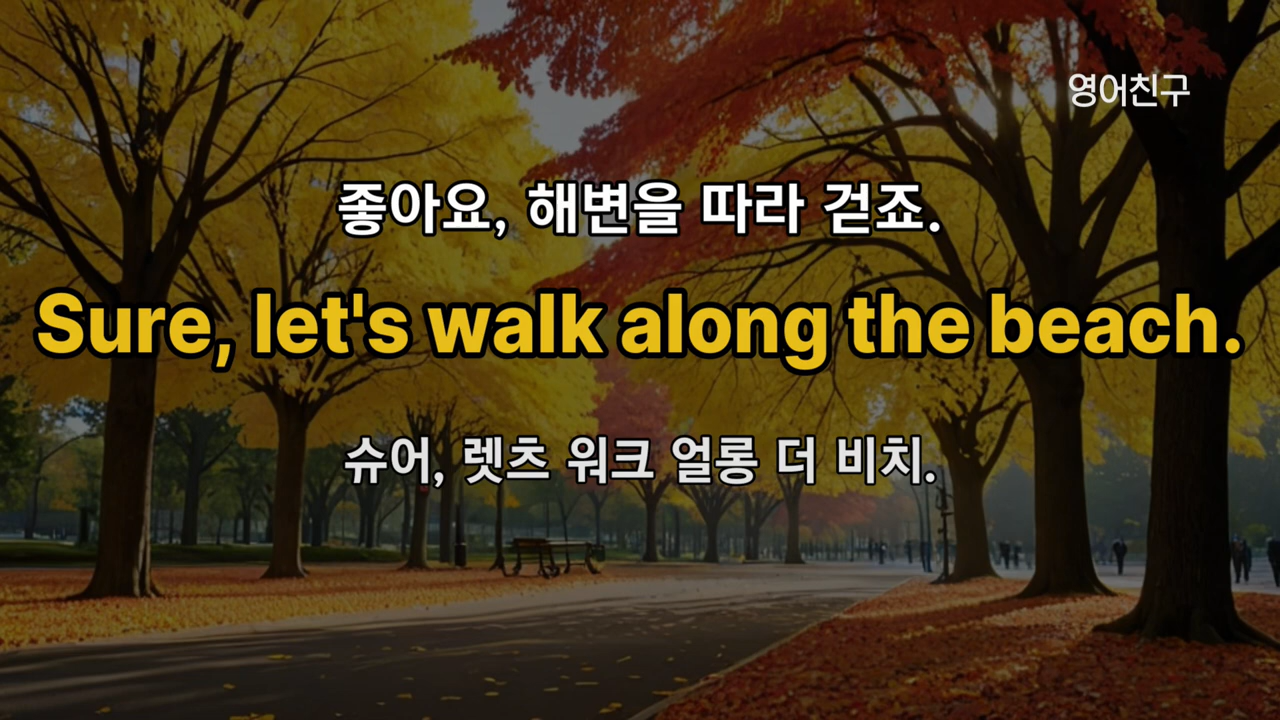 영어친구
좋아요, 해변을 따라 걷죠.
Sure, let's walk along the beach.
슈어, 렛츠 워크 얼롱 더 비치.